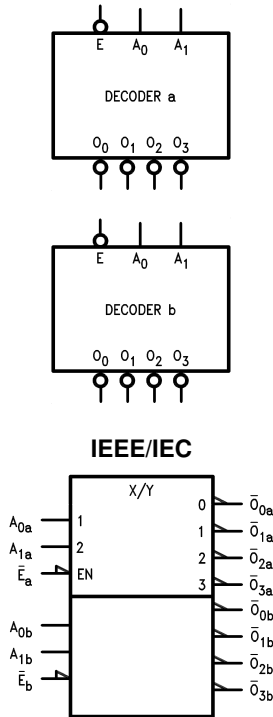 E A₀ A₁
DECODER a
O₀ O₁ O₂ O₃
E A₀ A₁
DECODER b
O₀ O₁ O₂ O₃
IEEE/IEC
X/Y
A₀ₐ 1 0 Ō₀ₐ
A₁ₐ 2 1 Ō₁ₐ
Ēₐ EN 2 Ō₂ₐ
3 Ō₃ₐ
A₀b Ō₀b
A₁b Ō₁b
Ēb Ō₂b
Ō₃b